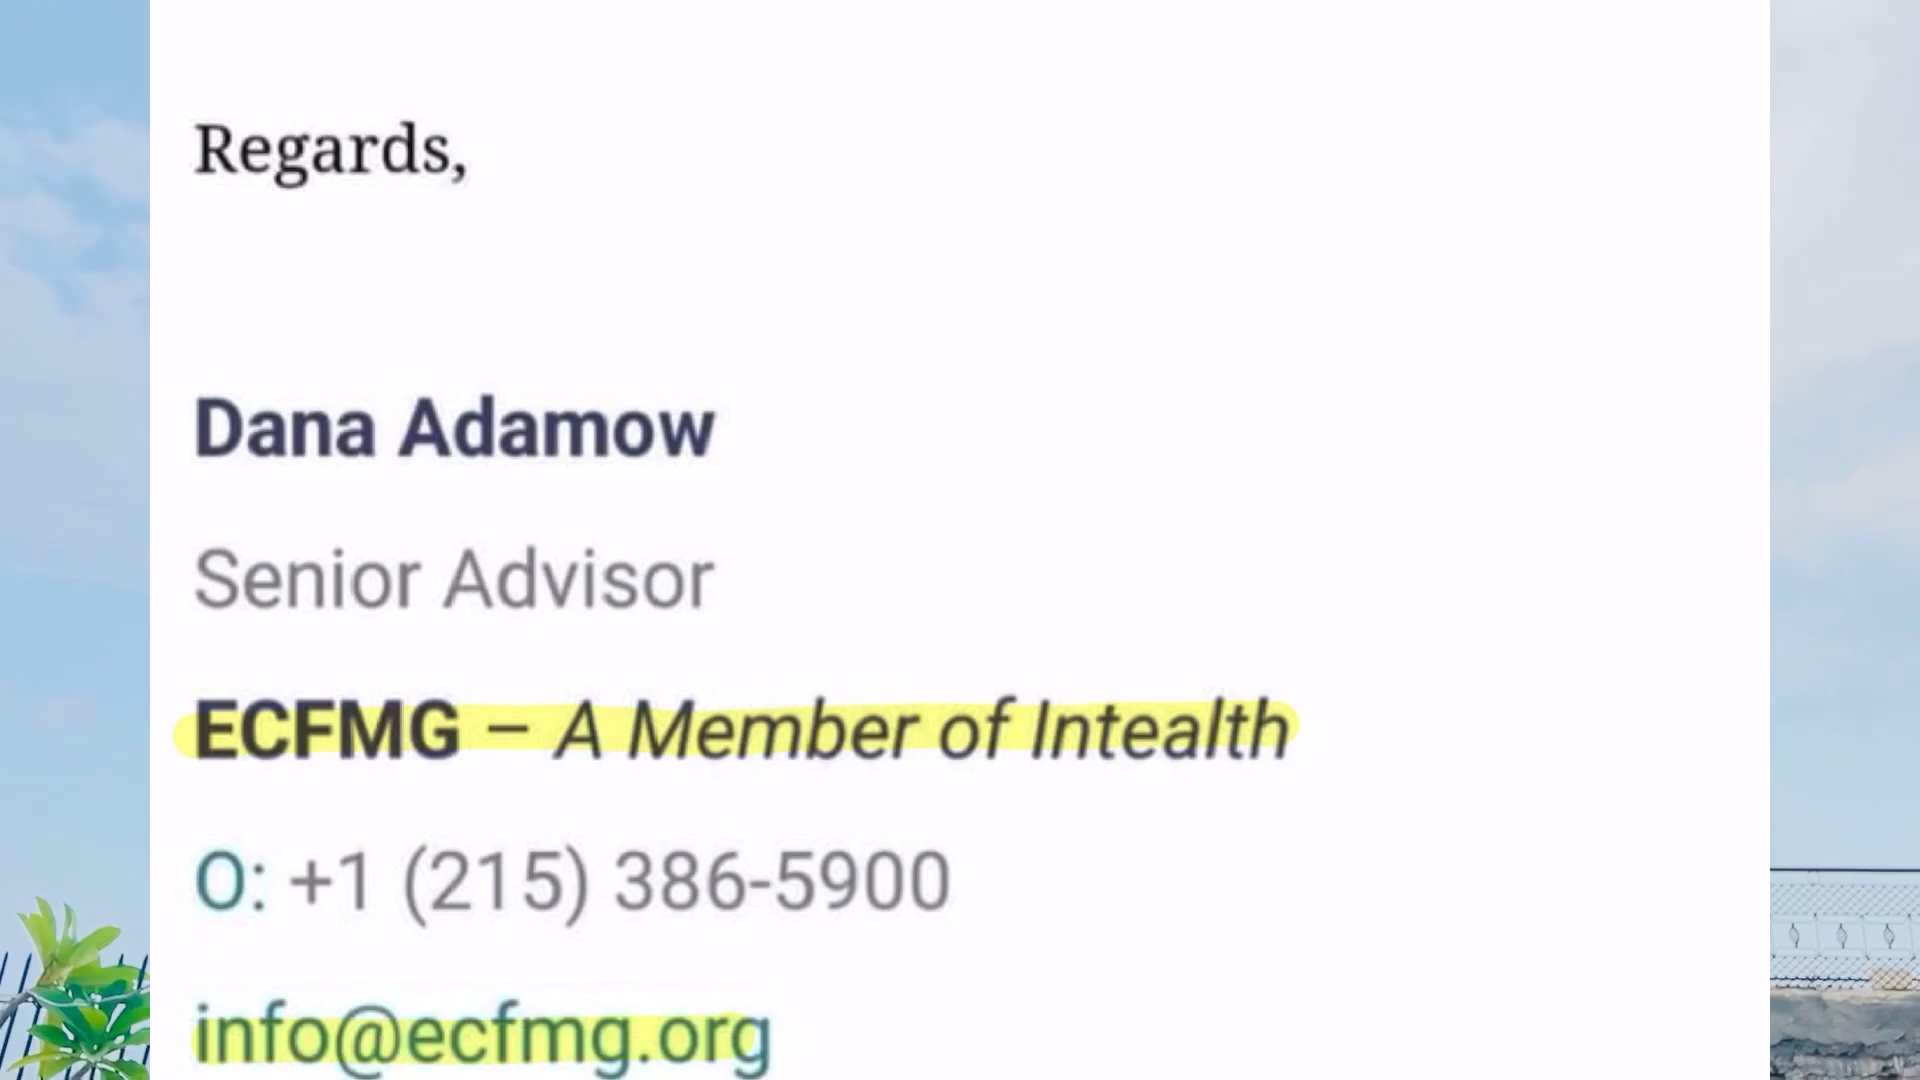 Regards,
Dana Adamow
Senior Advisor
ECFMG – A Member of Intealth
O: +1 (215) 386-5900
info@ecfmg.org